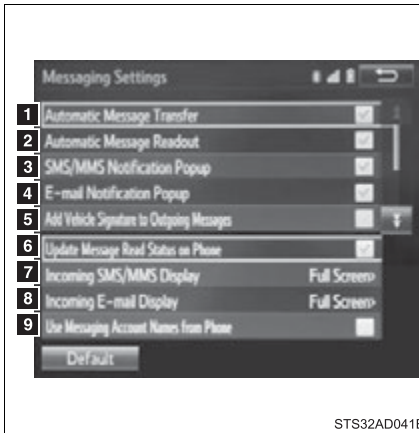 Messaging Settings
1 Automatic Message Transfer
2 Automatic Message Readout
3 SMS/MMS Notification Popup
4 E-mail Notification Popup
5 Add Vehicle Signature to Outgoing Messages
6 Update Message Read Status on Phone
7 Incoming SMS/MMS Display Full Screen>
8 Incoming E-mail Display Full Screen>
9 Use Messaging Account Names from Phone
Default
STS32AD041E